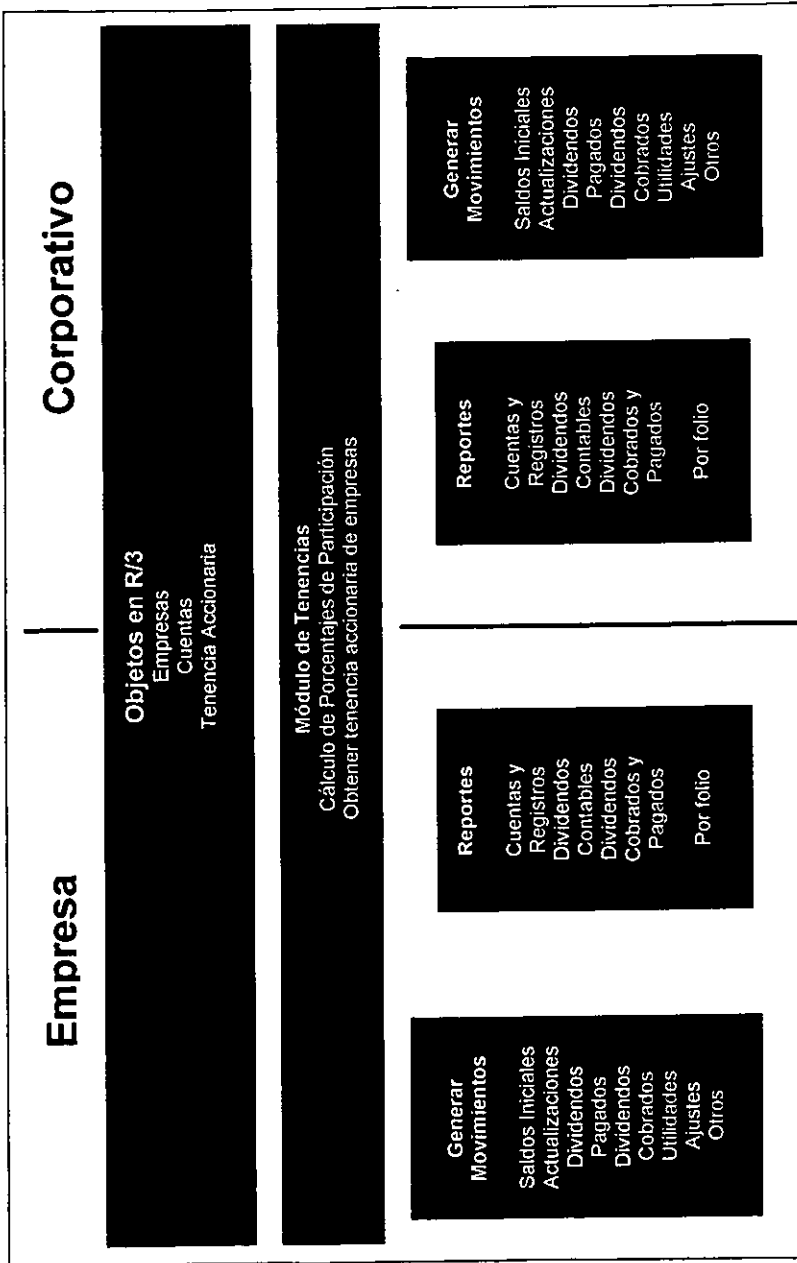 Empresa
Corporativo
Objetos en R/3
Empresas
Cuentas
Tenencia Accionaria
Módulo de Tenencias
Cálculo de Porcentajes de Participación
Obtener tenencia accionaria de empresas
Generar
Movimientos
Saldos Iniciales
Actualizaciones
Dividendos
Pagados
Dividendos
Cobrados
Utilidades
Ajustes
Otros
Reportes
Cuentas y
Registros
Dividendos
Contables
Dividendos
Cobrados y
Pagados
Por folio
Reportes
Cuentas y
Registros
Dividendos
Contables
Dividendos
Cobrados y
Pagados
Por folio
Generar
Movimientos
Saldos Iniciales
Actualizaciones
Dividendos
Pagados
Dividendos
Cobrados
Utilidades
Ajustes
Otros